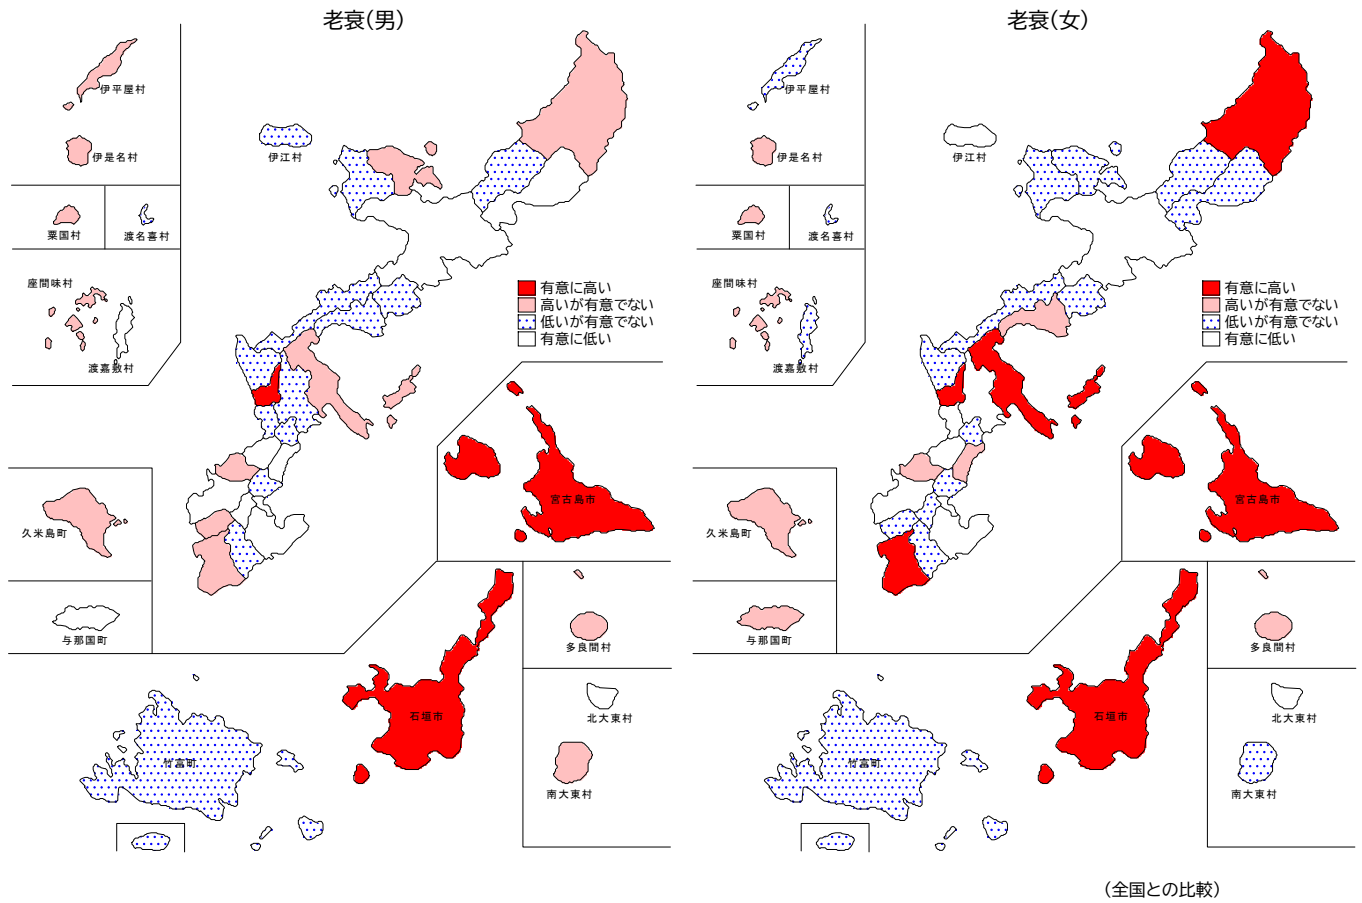 老衰(男)
伊平屋村
伊是名村
伊江村
粟国村
渡名喜村
座間味村
渡嘉敷村
有意に高い
高いが有意でない
低いが有意でない
有意に低い
久米島町
宮古島市
与那国町
多良間村
石垣市
北大東村
竹富町
南大東村
老衰(女)
伊平屋村
伊是名村
伊江村
粟国村
渡名喜村
座間味村
渡嘉敷村
有意に高い
高いが有意でない
低いが有意でない
有意に低い
久米島町
宮古島市
与那国町
多良間村
石垣市
北大東村
竹富町
南大東村
(全国との比較)